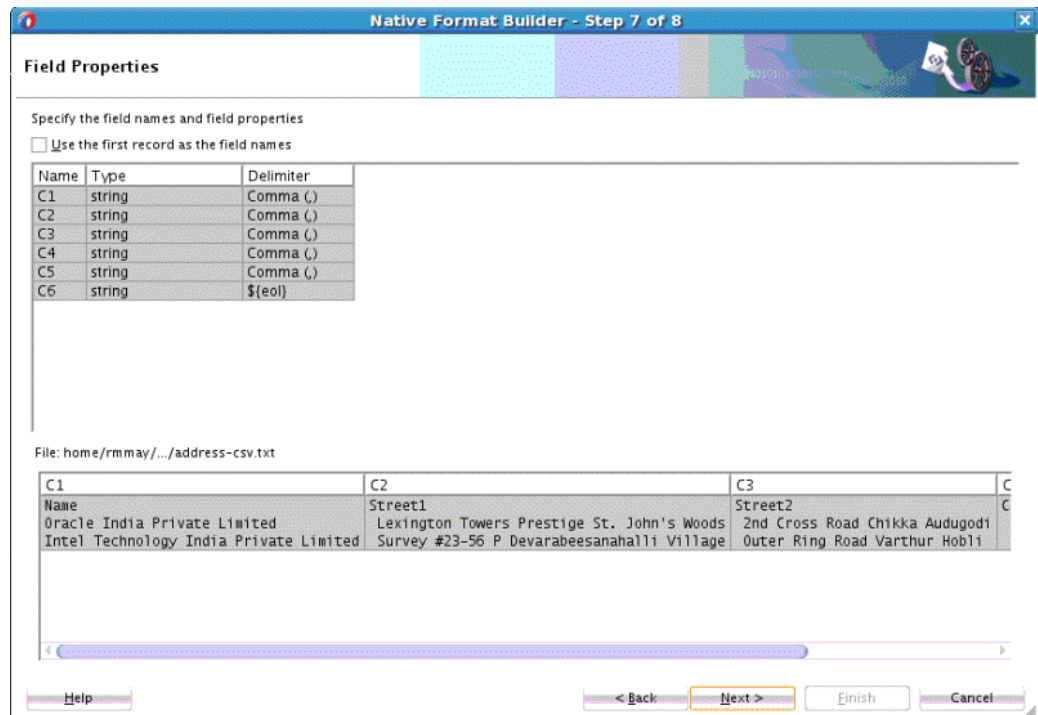 Native Format Builder - Step 7 of 8
Field Properties
Specify the field names and field properties
Use the first record as the field names
Name Type Delimiter
C1 string Comma (,)
C2 string Comma (,)
C3 string Comma (,)
C4 string Comma (,)
C5 string Comma (,)
C6 string ${eol}
File: home/rmmay/.../address-csv.txt
C1 C2 C3 C
Name Street1 Street2 C
Oracle India Private Limited Lexington Towers Prestige St. John's Woods 2nd Cross Road Chikka Audugodi
Intel Technology India Private Limited Survey #23-56 P Devarabeesanahalli Village Outer Ring Road Varthur Hobli
Help < Back Next > Finish Cancel